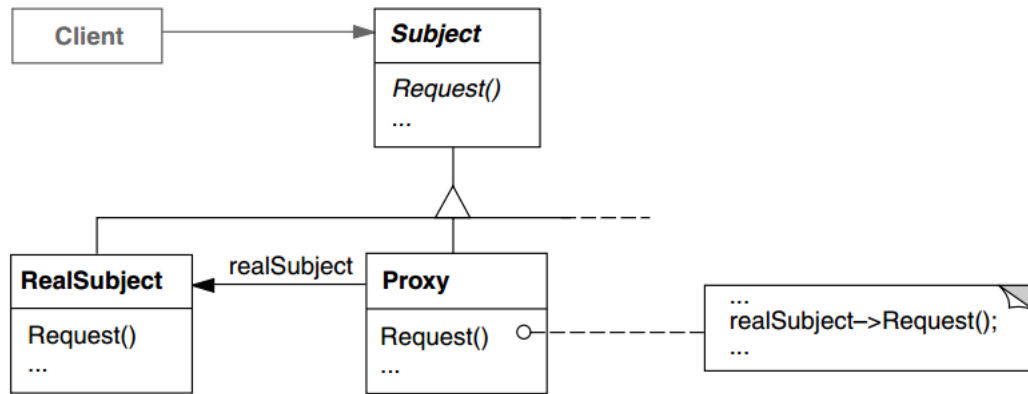 Client
Subject
Request()
...
RealSubject
Request()
...
realSubject
Proxy
Request()
...
...
realSubject–>Request();
...